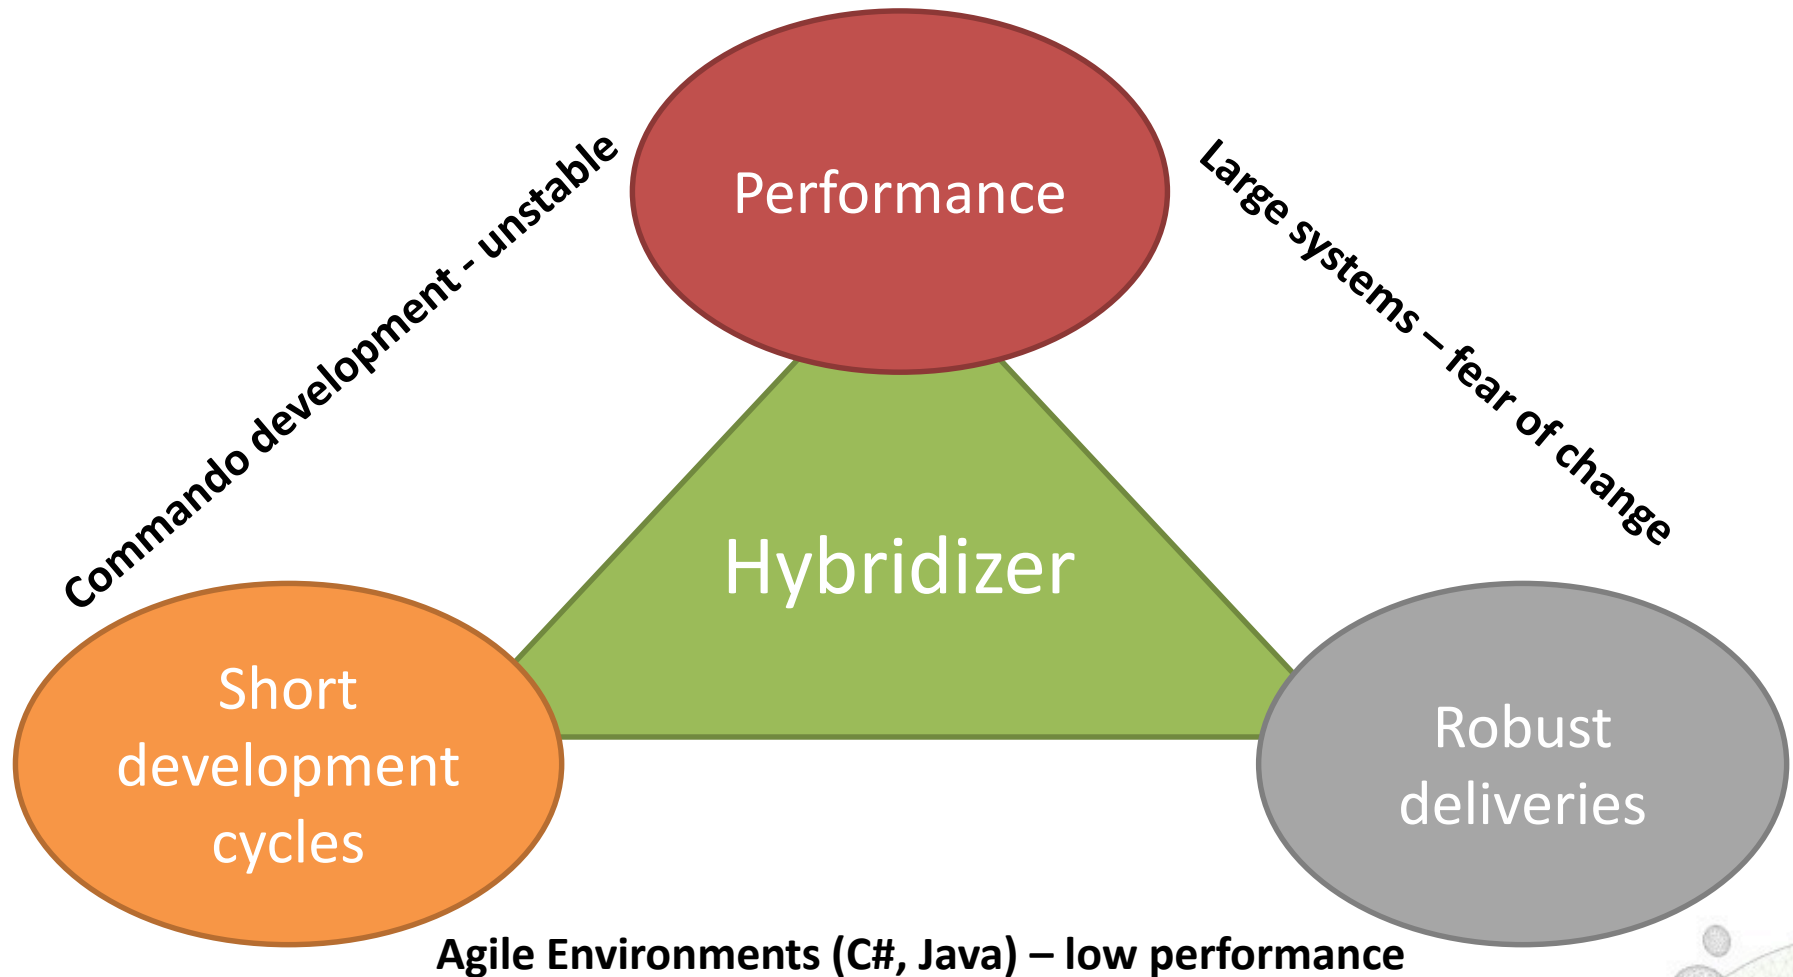 Performance
Commando development - unstable
Large systems – fear of change
Hybridizer
Short
development
cycles
Robust
deliveries
Agile Environments (C#, Java) – low performance